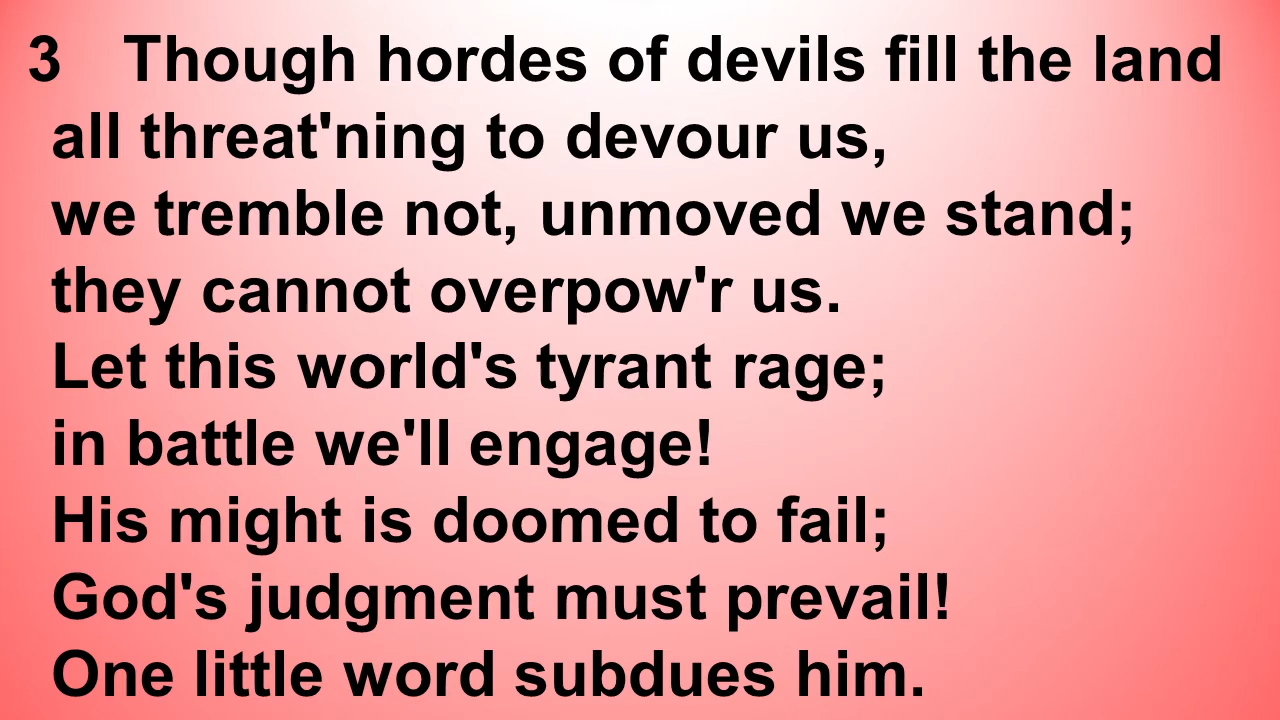 3 Though hordes of devils fill the land
all threat'ning to devour us,
we tremble not, unmoved we stand;
they cannot overpow'r us.
Let this world's tyrant rage;
in battle we'll engage!
His might is doomed to fail;
God's judgment must prevail!
One little word subdues him.